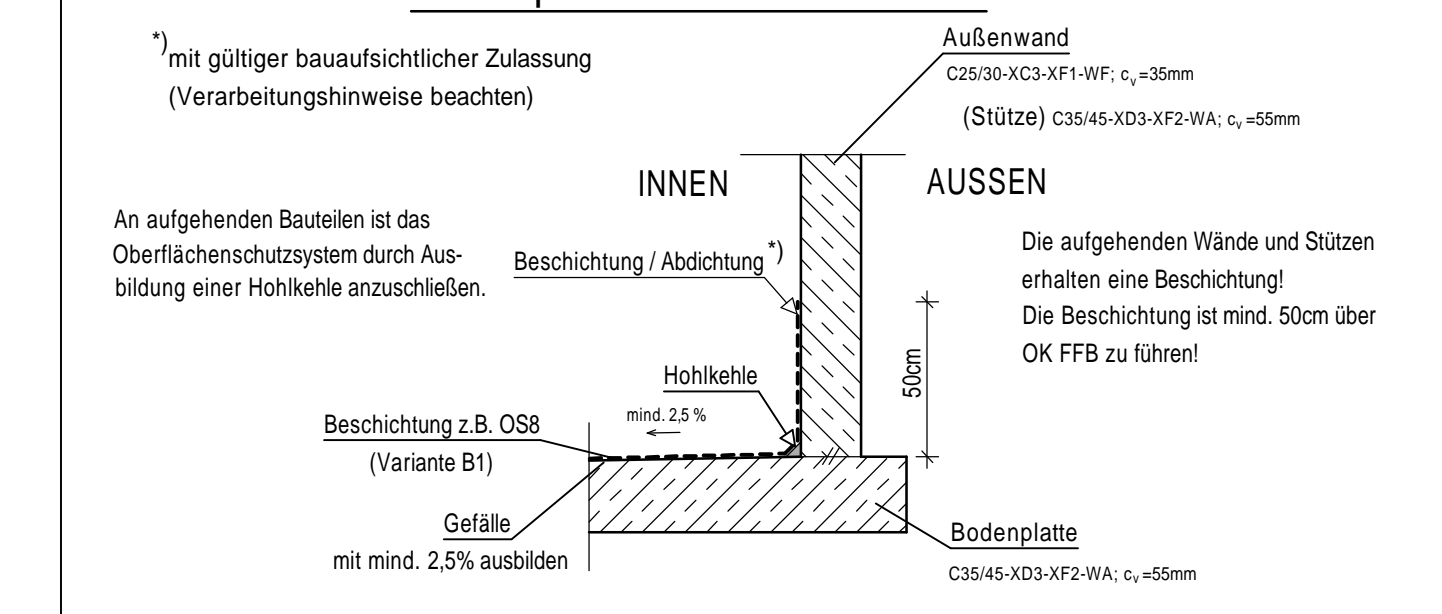 *)
mit gültiger bauaufsichtlicher Zulassung
(Verarbeitungshinweise beachten)
Außenwand
C25/30-XC3-XF1-WF; cv=35mm
(Stütze) C35/45-XD3-XF2-WA; cv=55mm
INNEN
AUSSEN
An aufgehenden Bauteilen ist das
Oberflächenschutzsystem durch Aus-
bildung einer Hohlkehle anzuschließen.
Beschichtung / Abdichtung *)
Die aufgehenden Wände und Stützen
erhalten eine Beschichtung!
Die Beschichtung ist mind. 50cm über
OK FFB zu führen!
50cm
Hohlkehle
mind. 2,5 %
Beschichtung z.B. OS8
(Variante B1)
Gefälle
mit mind. 2,5% ausbilden
Bodenplatte
C35/45-XD3-XF2-WA; cv=55mm